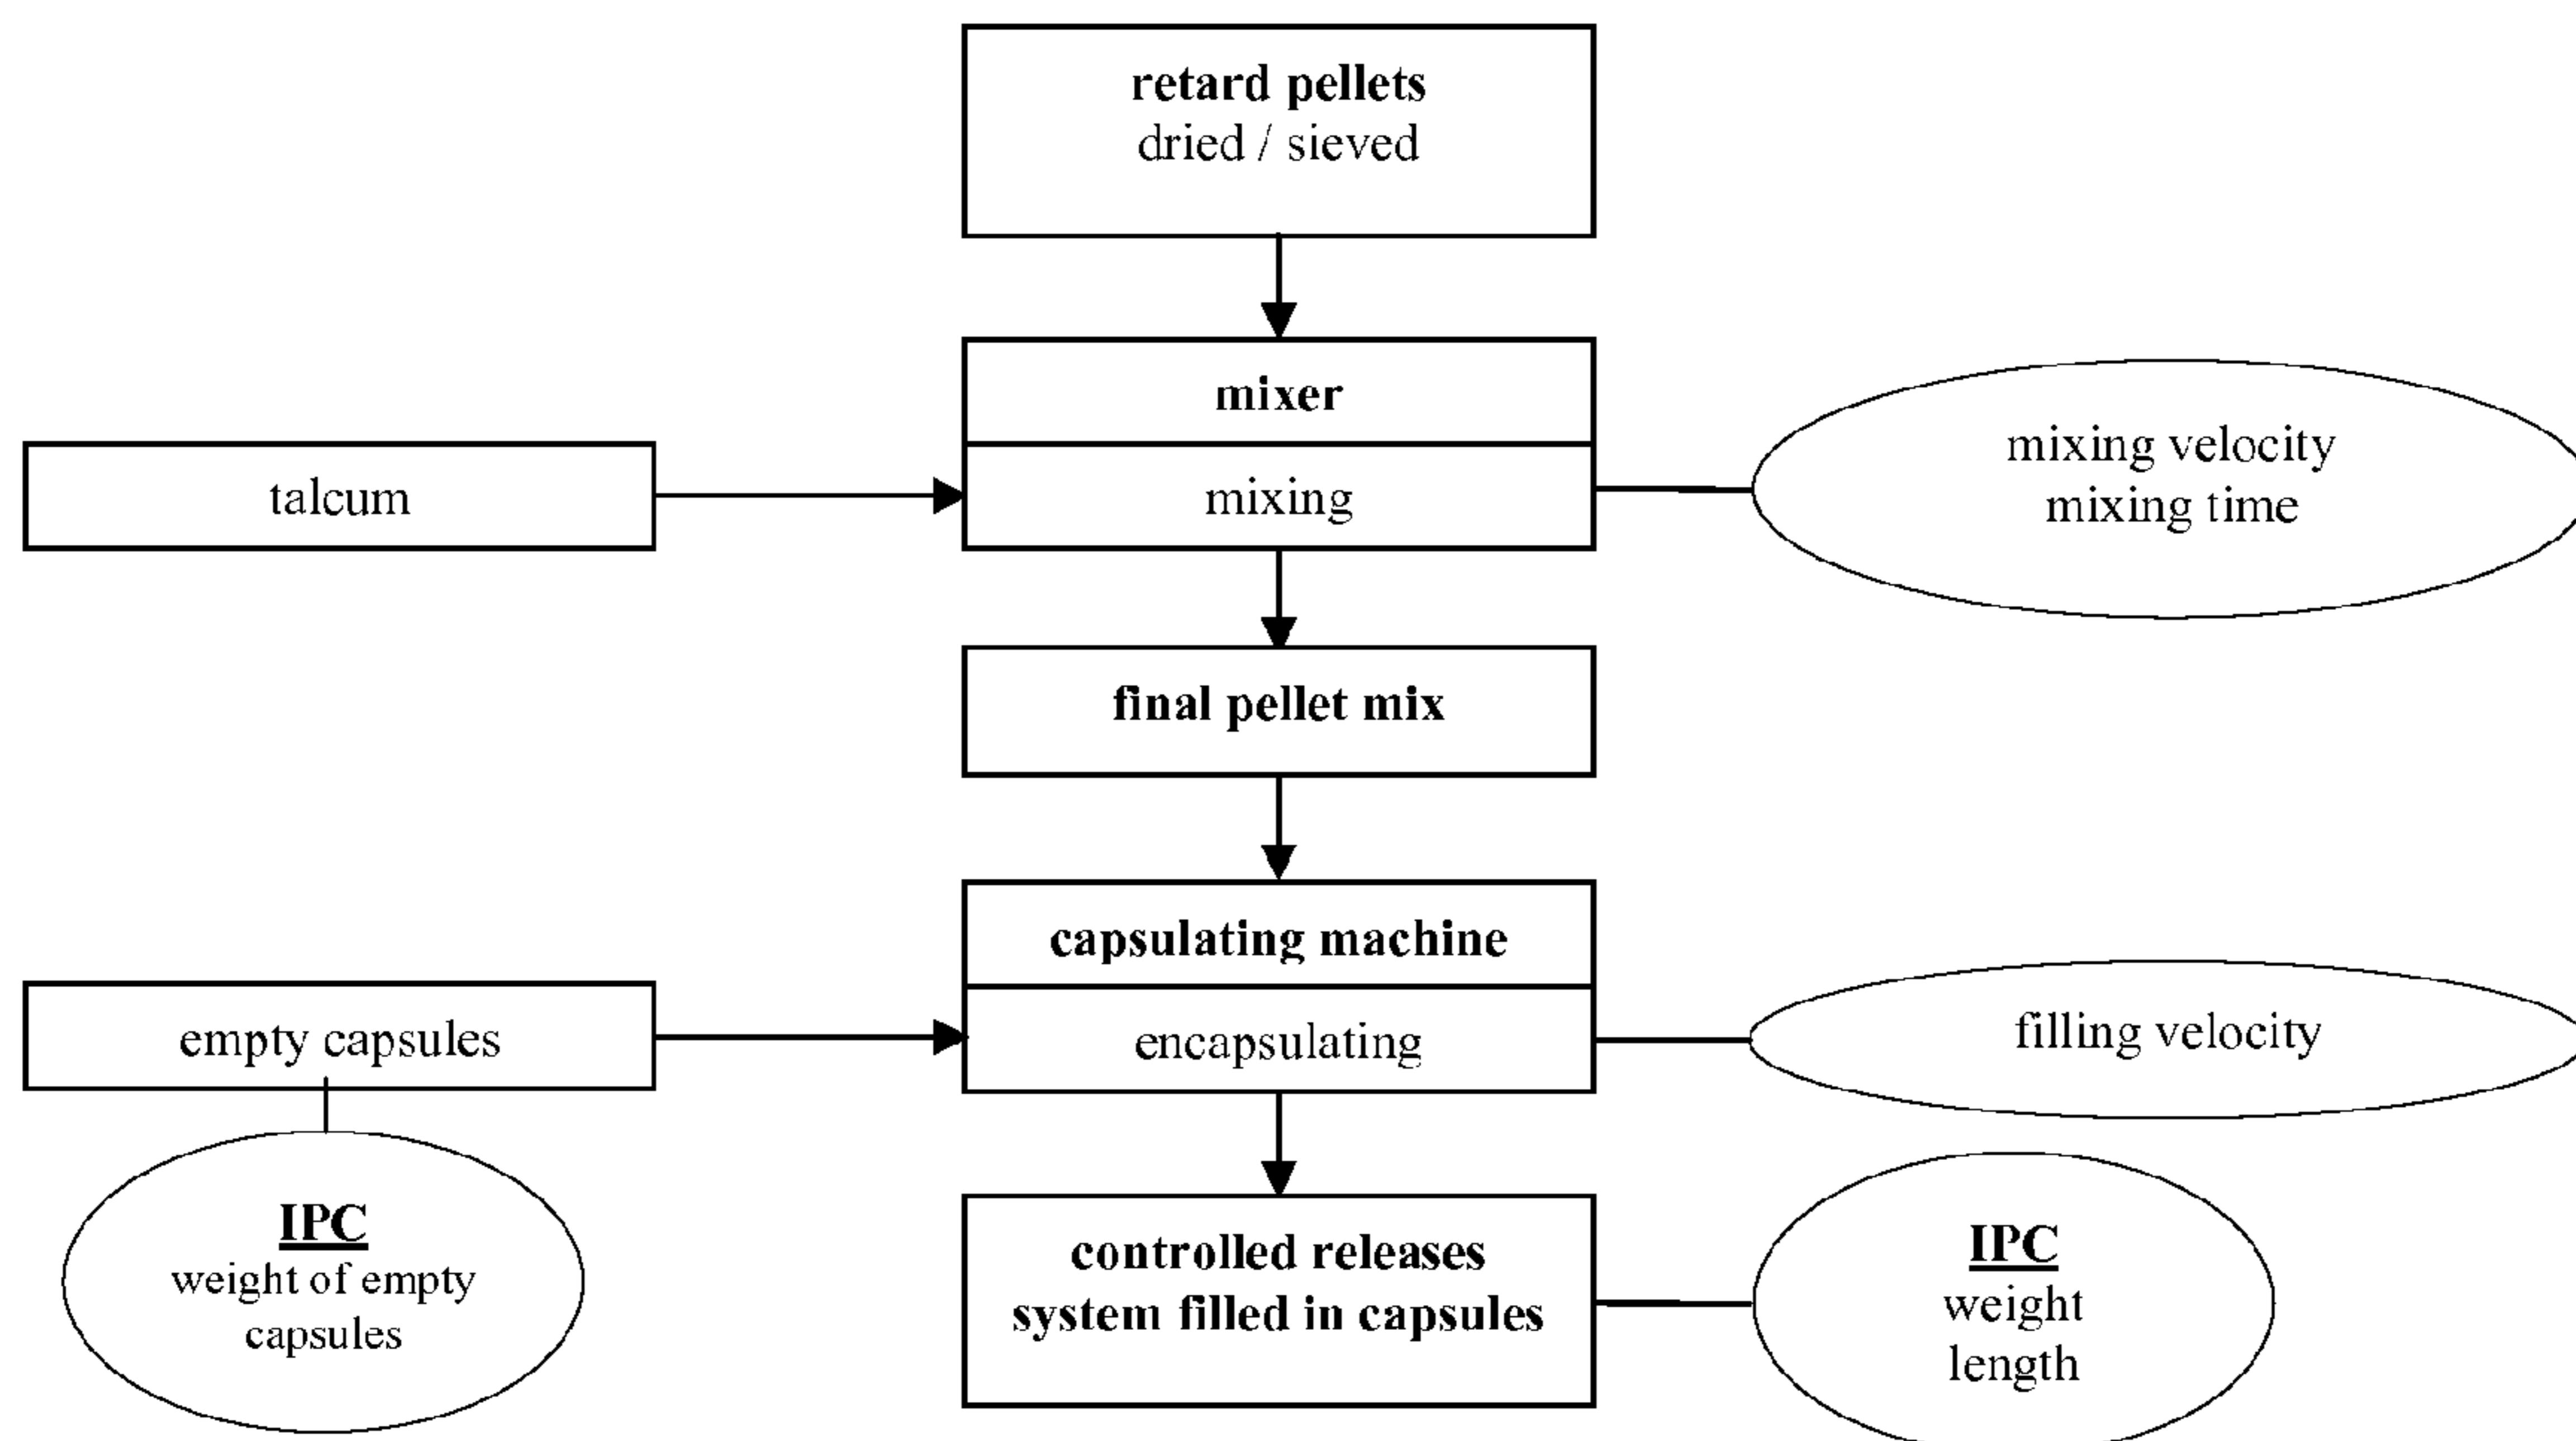 retard pellets
dried / sieved
mixer
talcum
mixing
mixing velocity
mixing time
final pellet mix
capsulating machine
empty capsules
encapsulating
filling velocity
IPC
weight of empty
capsules
controlled releases
system filled in capsules
IPC
weight
length